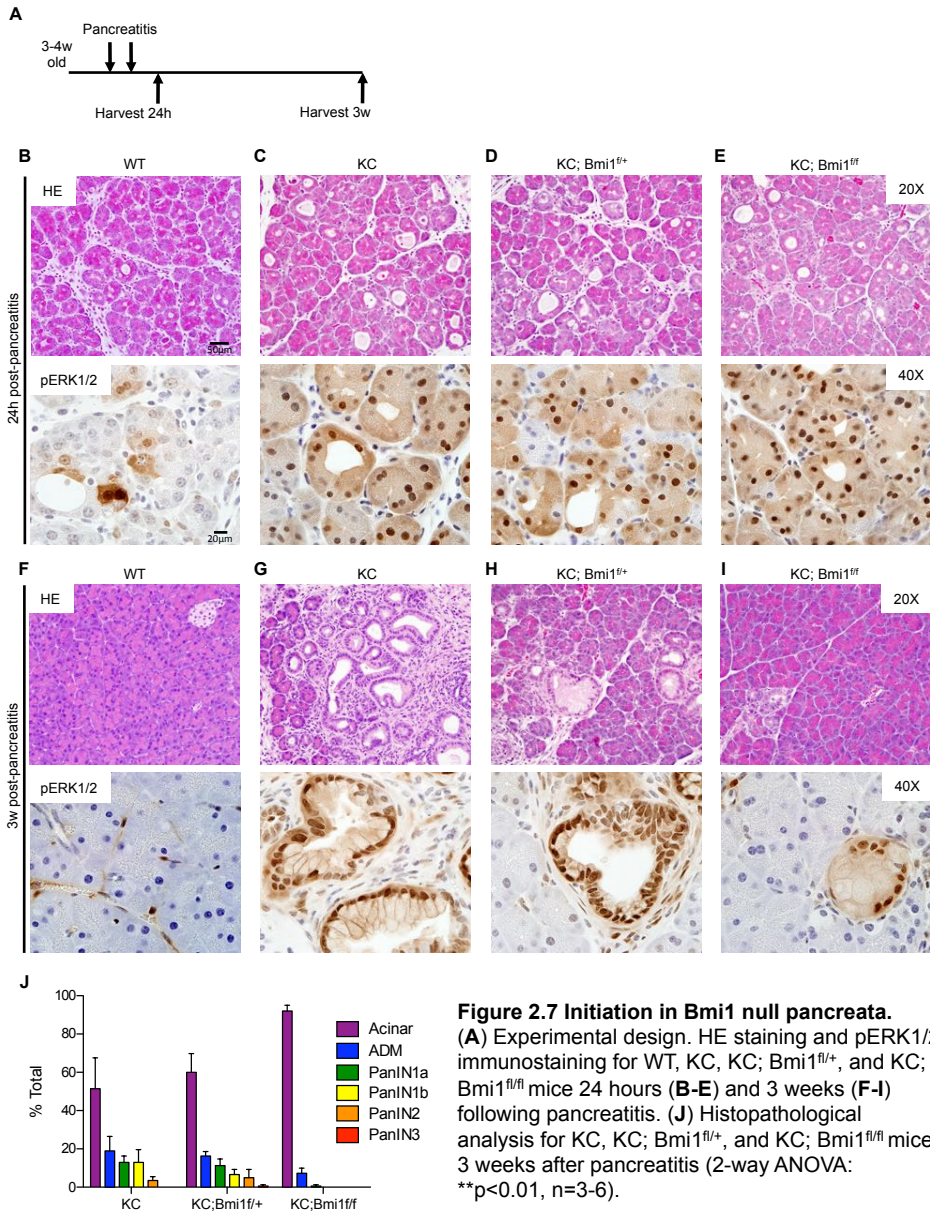 A
Pancreatitis
3-4w
old
Harvest 24h
Harvest 3w
B
WT
C
KC
D
KC; Bmi1f/+
E
KC; Bmi1f/f
24h post-pancreatitis
HE
50μm
20X
pERK1/2
20μm
40X
F
WT
G
KC
H
KC; Bmi1f/+
I
KC; Bmi1f/f
3w post-pancreatitis
HE
20X
pERK1/2
40X
J
% Total
100
80
60
40
20
0
KC
KC;Bmi1f/+
KC;Bmi1f/f
Acinar
ADM
PanIN1a
PanIN1b
PanIN2
PanIN3
Figure 2.7 Initiation in Bmi1 null pancreata.
(A) Experimental design. HE staining and pERK1/2
immunostaining for WT, KC, KC; Bmi1fl/+, and KC;
Bmi1fl/fl mice 24 hours (B-E) and 3 weeks (F-I)
following pancreatitis. (J) Histopathological
analysis for KC, KC; Bmi1fl/+, and KC; Bmi1fl/fl mice
3 weeks after pancreatitis (2-way ANOVA:
**p<0.01, n=3-6).